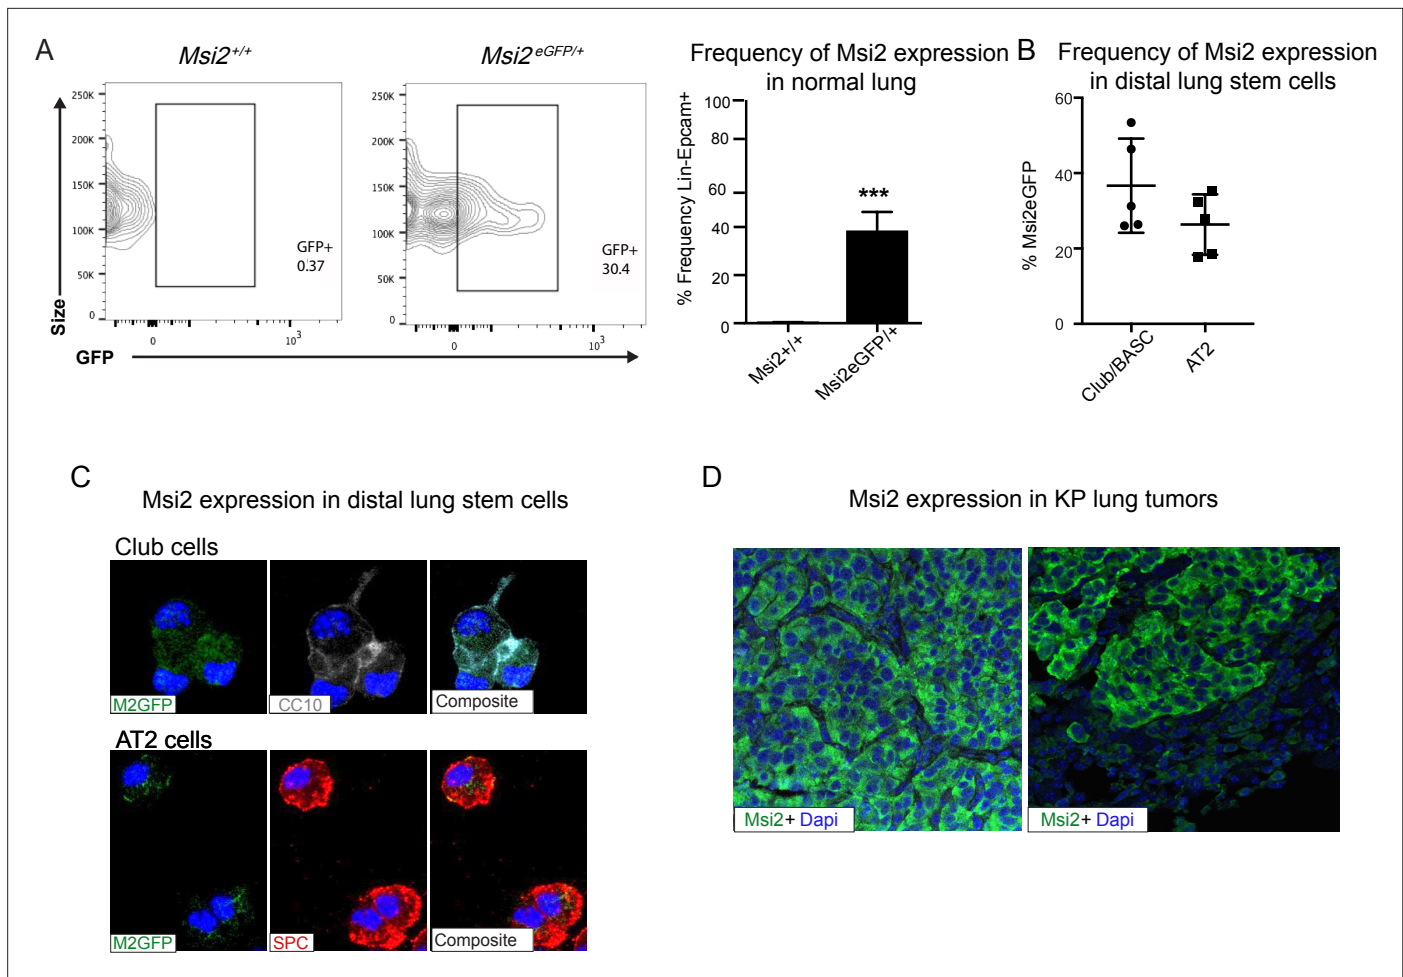 A
Msi2+/+
Msi2eGFP/+
Size
250K
200K
150K
100K
50K
0
GFP+
0.37
0
10³
250K
200K
150K
100K
50K
0
GFP+
30.4
0
10³
GFP
Frequency of Msi2 expression
in normal lung
% Frequency Lin-Epcam+
100
80
60
40
20
0
***
Msi2+/+
Msi2eGFP/+
B
Frequency of Msi2 expression
in distal lung stem cells
% Msi2eGFP
60
40
20
0
Club/BASC
AT2
C
Msi2 expression in distal lung stem cells
Club cells
M2GFP
CC10
Composite
AT2 cells
M2GFP
SPC
Composite
D
Msi2 expression in KP lung tumors
Msi2+ Dapi
Msi2+ Dapi